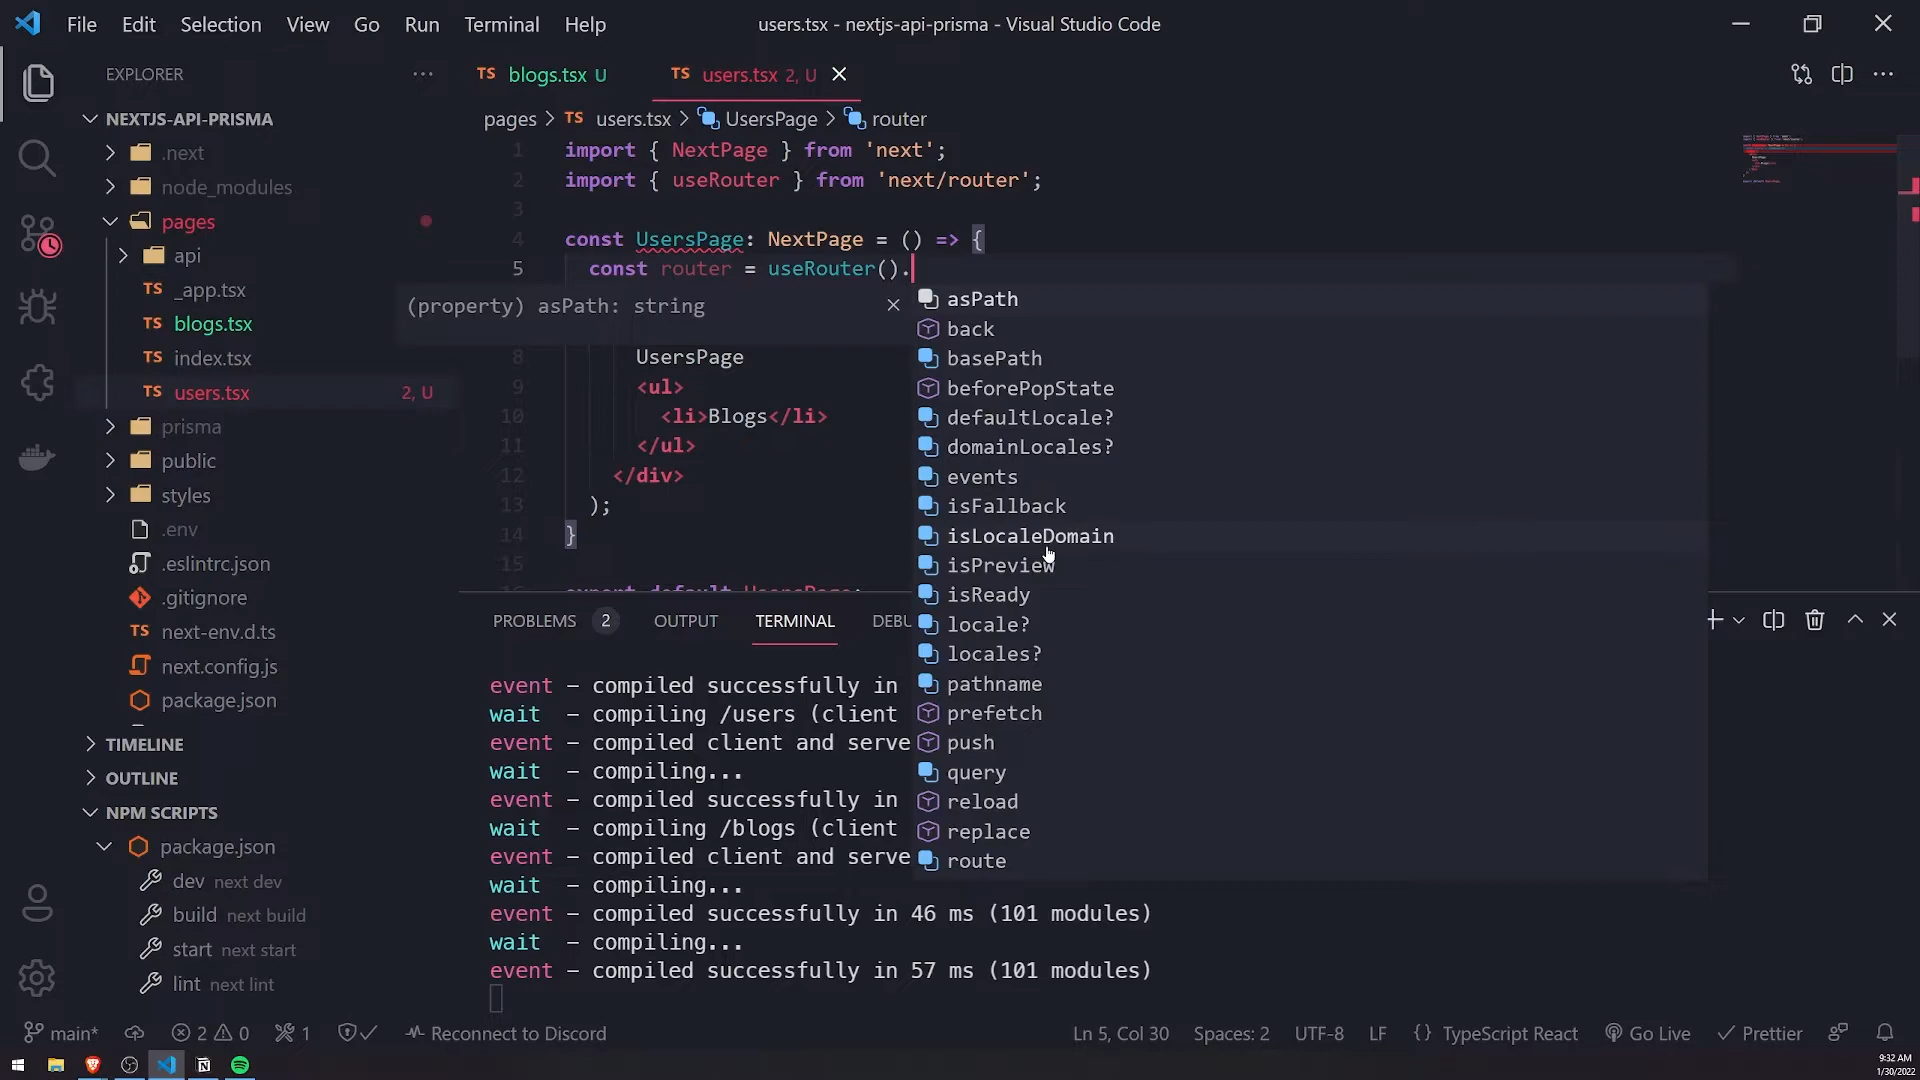 File Edit Selection View Go Run Terminal Help
users.tsx - nextjs-api-prisma - Visual Studio Code
EXPLORER
NEXTJS-API-PRISMA
.next
node_modules
pages
api
TS _app.tsx
TS blogs.tsx
TS index.tsx
TS users.tsx 2, U
prisma
public
styles
.env
.eslintrc.json
.gitignore
TS next-env.d.ts
next.config.js
package.json
TIMELINE
OUTLINE
NPM SCRIPTS
package.json
dev next dev
build next build
start next start
lint next lint
TS blogs.tsx U
TS users.tsx 2, U
pages > TS users.tsx > UsersPage > router
1 import { NextPage } from 'next';
2 import { useRouter } from 'next/router';
3
4 const UsersPage: NextPage = () => {
5 const router = useRouter().
(property) asPath: string
8 UsersPage
9 <ul>
10 <li>Blogs</li>
11 </ul>
12 </div>
13 );
14 }
15
16 export default UsersPage;
asPath
back
basePath
beforePopState
defaultLocale?
domainLocales?
events
isFallback
isLocaleDomain
isPreview
isReady
locale?
locales?
pathname
prefetch
push
query
reload
replace
route
PROBLEMS 2 OUTPUT TERMINAL DEBU
event - compiled successfully in
wait - compiling /users (client
event - compiled client and serve
wait - compiling...
event - compiled successfully in
wait - compiling /blogs (client
event - compiled client and serve
wait - compiling...
event - compiled successfully in 46 ms (101 modules)
wait - compiling...
event - compiled successfully in 57 ms (101 modules)
main* 2 0 1 Reconnect to Discord Ln 5, Col 30 Spaces: 2 UTF-8 LF {} TypeScript React Go Live Prettier
9:32 AM
1/30/2022